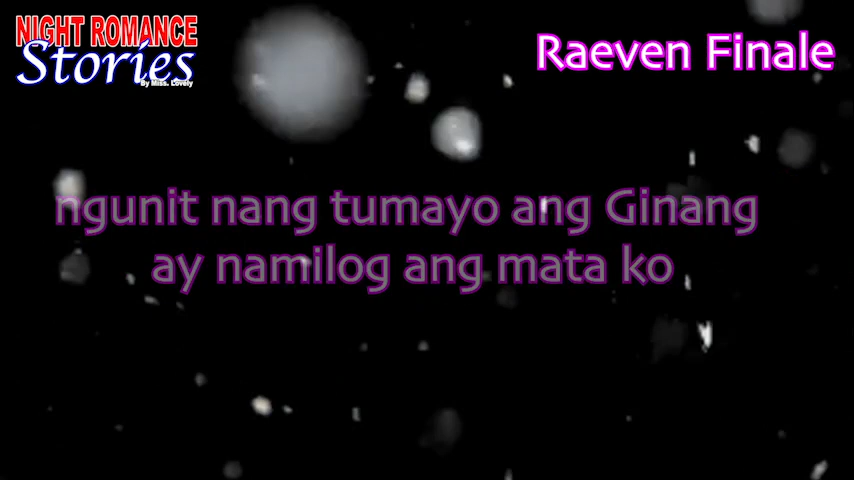 NIGHT ROMANCE
Stories
By Miss. Lovely
Raeven Finale
ngunit nang tumayo ang Ginang
ay namilog ang mata ko